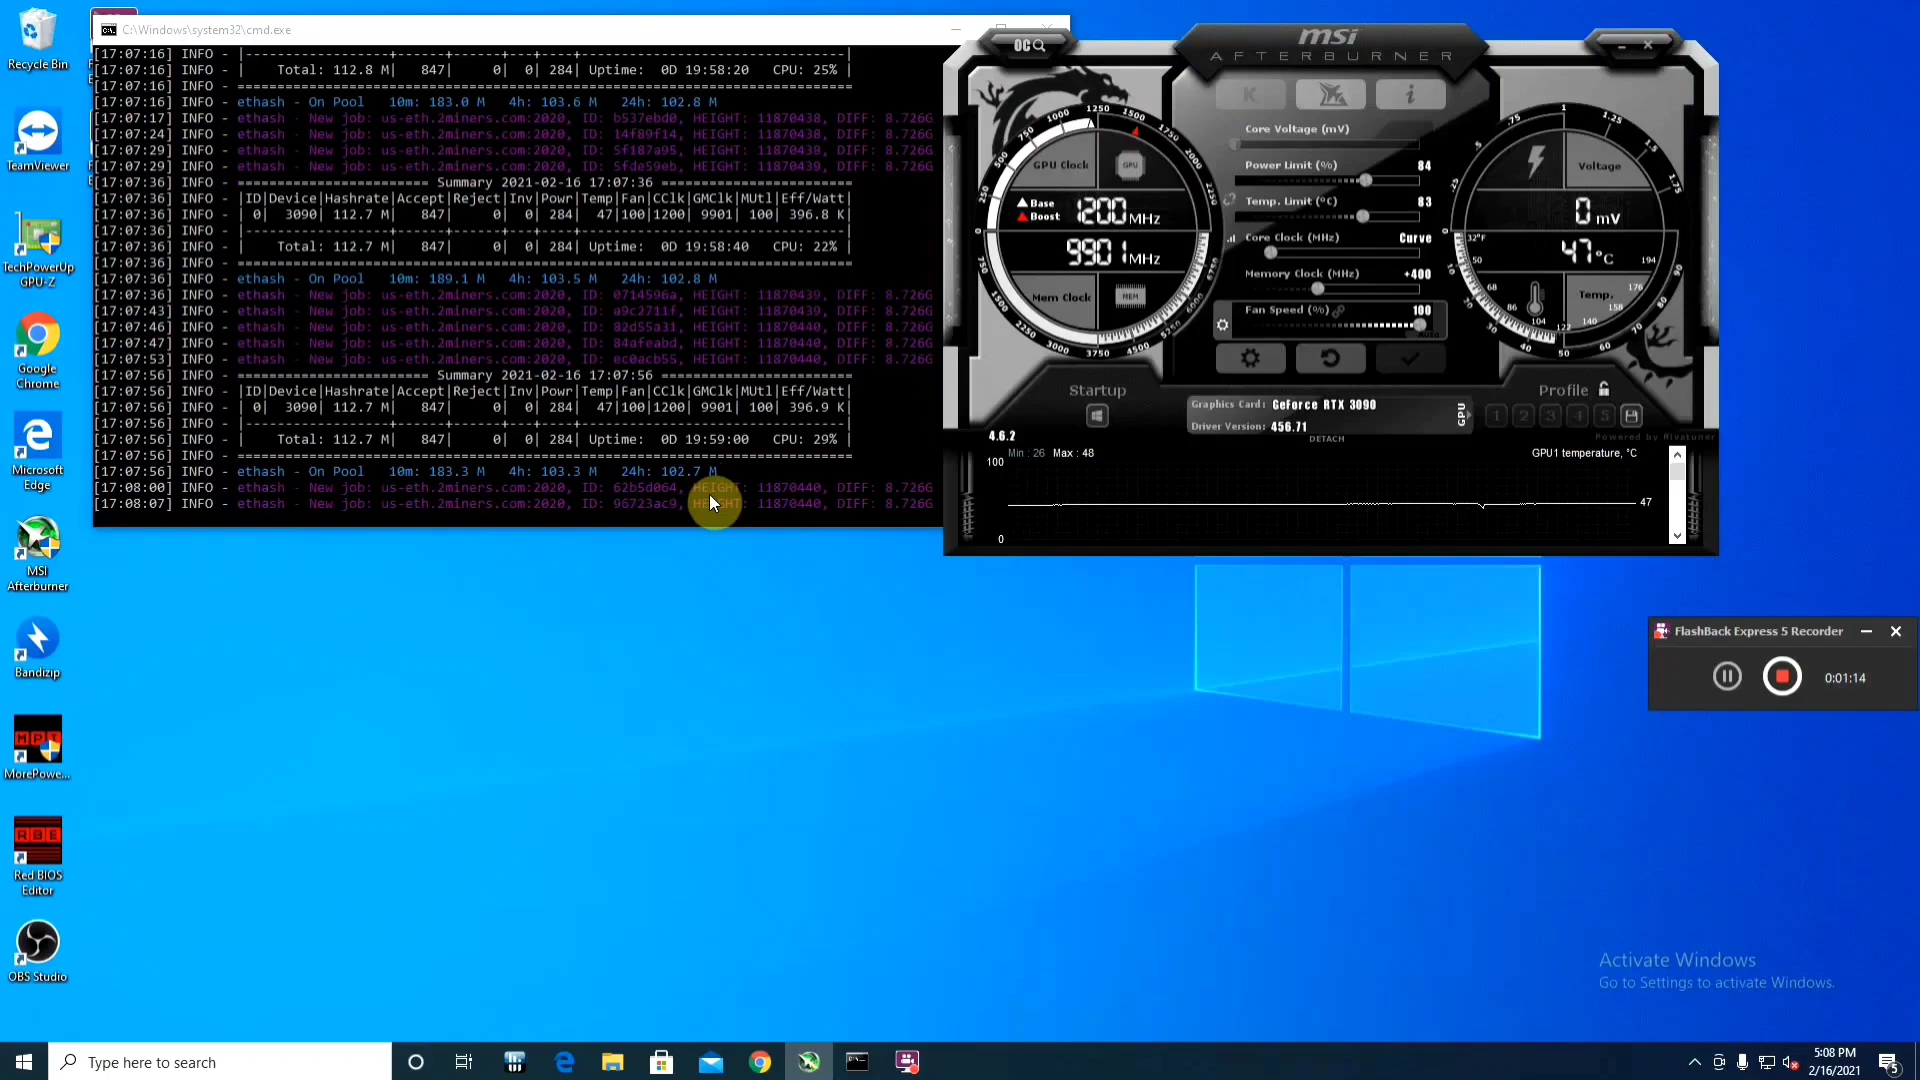 Recycle Bin
TeamViewer
TechPowerUp
GPU-Z
Google
Chrome
Microsoft
Edge
MSI
Afterburner
Bandizip
MorePowe...
Red BIOS
Editor
OBS Studio
C:\Windows\system32\cmd.exe
[17:07:16] INFO - |---------------+------+------+---+-----------------------------|
[17:07:16] INFO - | Total: 112.8 M| 847| 0| 0| 284| Uptime: 0D 19:58:20 CPU: 25% |
[17:07:16] INFO - =============================================================================
[17:07:16] INFO - ethash - On Pool 10m: 183.0 M 4h: 103.6 M 24h: 102.8 M
[17:07:17] INFO - ethash - New job: us-eth.2miners.com:2020, ID: b537ebd0, HEIGHT: 11870438, DIFF: 8.726G
[17:07:24] INFO - ethash - New job: us-eth.2miners.com:2020, ID: 14f89f14, HEIGHT: 11870438, DIFF: 8.726G
[17:07:29] INFO - ethash - New job: us-eth.2miners.com:2020, ID: 5f187a95, HEIGHT: 11870439, DIFF: 8.726G
[17:07:29] INFO - ethash - New job: us-eth.2miners.com:2020, ID: 5fde59eb, HEIGHT: 11870439, DIFF: 8.726G
[17:07:36] INFO - ======================== Summary 2021-02-16 17:07:36 =========================
[17:07:36] INFO - |ID|Device|Hashrate|Accept|Reject|Inv|Powr|Temp|Fan|CClk|GMClk|MUtl|Eff/Watt|
[17:07:36] INFO - | 0| 3090| 112.7 M| 847| 0| 0| 284| 47|100|1200| 9901| 100| 396.8 K|
[17:07:36] INFO - |---------------+------+------+---+-----------------------------|
[17:07:36] INFO - | Total: 112.7 M| 847| 0| 0| 284| Uptime: 0D 19:58:40 CPU: 22% |
[17:07:36] INFO - =============================================================================
[17:07:36] INFO - ethash - On Pool 10m: 189.1 M 4h: 103.5 M 24h: 102.8 M
[17:07:36] INFO - ethash - New job: us-eth.2miners.com:2020, ID: 0714596a, HEIGHT: 11870439, DIFF: 8.726G
[17:07:43] INFO - ethash - New job: us-eth.2miners.com:2020, ID: a9c2711f, HEIGHT: 11870439, DIFF: 8.726G
[17:07:46] INFO - ethash - New job: us-eth.2miners.com:2020, ID: 82d55a31, HEIGHT: 11870440, DIFF: 8.726G
[17:07:47] INFO - ethash - New job: us-eth.2miners.com:2020, ID: 84afeabd, HEIGHT: 11870440, DIFF: 8.726G
[17:07:53] INFO - ethash - New job: us-eth.2miners.com:2020, ID: ec0acb55, HEIGHT: 11870440, DIFF: 8.726G
[17:07:56] INFO - ======================== Summary 2021-02-16 17:07:56 =========================
[17:07:56] INFO - |ID|Device|Hashrate|Accept|Reject|Inv|Powr|Temp|Fan|CClk|GMClk|MUtl|Eff/Watt|
[17:07:56] INFO - | 0| 3090| 112.7 M| 847| 0| 0| 284| 47|100|1200| 9901| 100| 396.9 K|
[17:07:56] INFO - |---------------+------+------+---+-----------------------------|
[17:07:56] INFO - | Total: 112.7 M| 847| 0| 0| 284| Uptime: 0D 19:59:00 CPU: 29% |
[17:07:56] INFO - =============================================================================
[17:07:56] INFO - ethash - On Pool 10m: 183.3 M 4h: 103.3 M 24h: 102.7 M
[17:08:00] INFO - ethash - New job: us-eth.2miners.com:2020, ID: 62b5d064, HEIGHT: 11870440, DIFF: 8.726G
[17:08:07] INFO - ethash - New job: us-eth.2miners.com:2020, ID: 96723ac9, HEIGHT: 11870440, DIFF: 8.726G
OC
msi
AFTERBURNER
K i
GPU Clock GPU
Base
Boost
1200 MHz
9901 MHz
Mem Clock MEM
Core Voltage (mV)
Power Limit (%) 84
Temp. Limit (°C) 83
Core Clock (MHz) Curve
Memory Clock (MHz) +400
Fan Speed (%) 100
Voltage
0 mV
47 °C
Temp.
Startup
Profile
1 2 3 4 5
Graphics Card: GeForce RTX 3090
Driver Version: 456.71
GPU
DETACH
Powered by Rivatuner
4.6.2
Min : 26 Max : 48
GPU1 temperature, °C
100
47
0
FlashBack Express 5 Recorder
0:01:14
Activate Windows
Go to Settings to activate Windows.
Type here to search
5:08 PM
2/16/2021
5